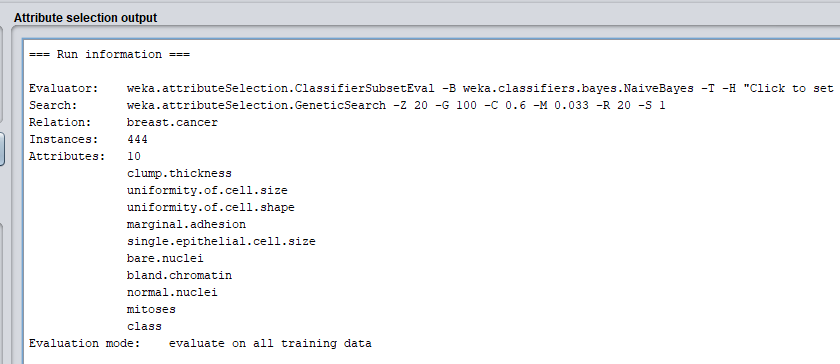 Attribute selection output
=== Run information ===
Evaluator:    weka.attributeSelection.ClassifierSubsetEval -B weka.classifiers.bayes.NaiveBayes -T -H "Click to set
Search:       weka.attributeSelection.GeneticSearch -Z 20 -G 100 -C 0.6 -M 0.033 -R 20 -S 1
Relation:     breast.cancer
Instances:    444
Attributes:   10
clump.thickness
uniformity.of.cell.size
uniformity.of.cell.shape
marginal.adhesion
single.epithelial.cell.size
bare.nuclei
bland.chromatin
normal.nuclei
mitoses
class
Evaluation mode:    evaluate on all training data